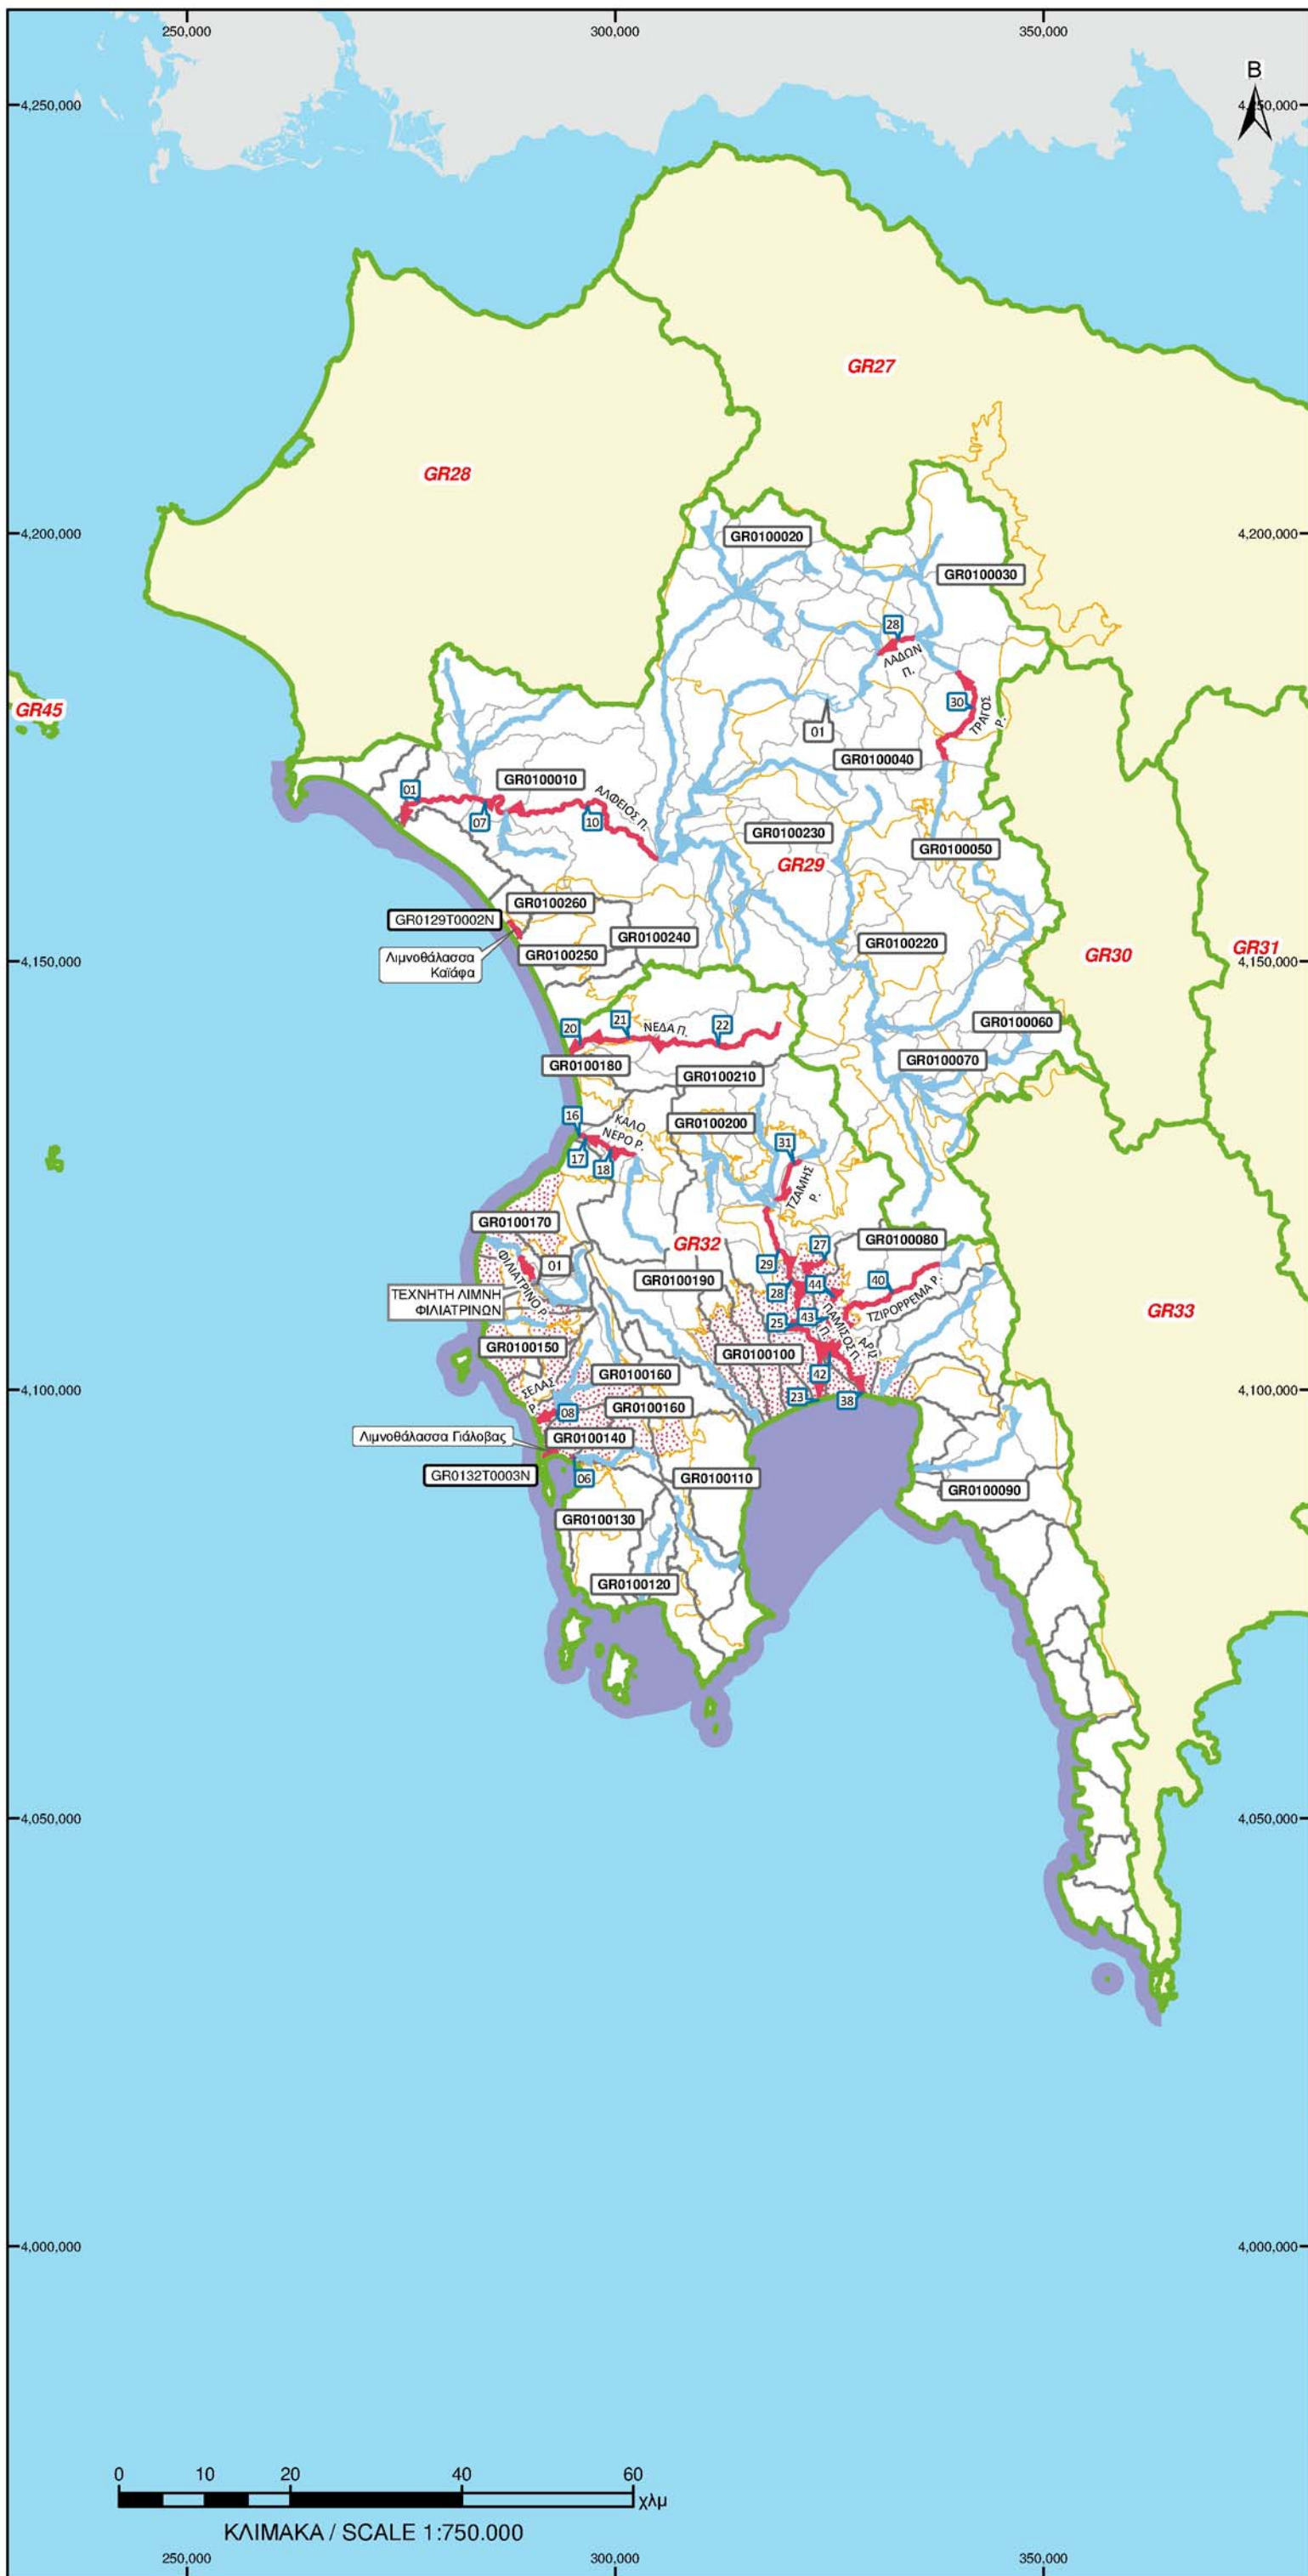 250,000
300,000
350,000
B
4,250,000
4,250,000
GR27
GR28
4,200,000
4,200,000
GR0100020
GR0100030
28
ΛΑΔΩΝ
Π.
GR45
30
ΤΡΑΓΟΣ
Ρ.
01
GR0100040
GR0100010
01
ΑΛΦΕΙΟΣ Π.
07
10
GR0100230
GR0100050
GR29
GR0100260
GR0129T0002N
GR0100240
GR0100220
GR31
Λιμνοθάλασσα
Καϊάφα
GR0100250
GR30
4,150,000
4,150,000
20
21
ΝΕΔΑ Π.
22
GR0100060
GR0100180
GR0100070
GR0100210
16
ΚΑΛΟ
ΝΕΡΟ Ρ.
GR0100200
31
17
18
ΤΖΑΜΗΣ
Ρ.
GR0100170
GR32
27
GR0100080
ΦΙΛΙΑΤΡΙΝΟ Ρ.
01
29
GR0100190
28
44
40
ΤΖΙΡΟΡΡΕΜΑ Ρ.
ΤΕΧΝΗΤΗ ΛΙΜΝΗ
ΦΙΛΙΑΤΡΙΝΩΝ
GR33
25
43
ΠΑΜΙΣΟΣ Π.
ΑΡΙΣ
Π.
GR0100150
GR0100100
GR0100160
42
ΣΕΛΑΣ
Ρ.
4,100,000
4,100,000
23
38
08
GR0100160
Λιμνοθάλασσα Γιάλοβας
GR0100140
GR0132T0003N
06
GR0100110
GR0100090
GR0100130
GR0100120
4,050,000
4,050,000
4,000,000
4,000,000
0
10
20
40
60
χλμ
ΚΛΙΜΑΚΑ / SCALE 1:750.000
250,000
300,000
350,000